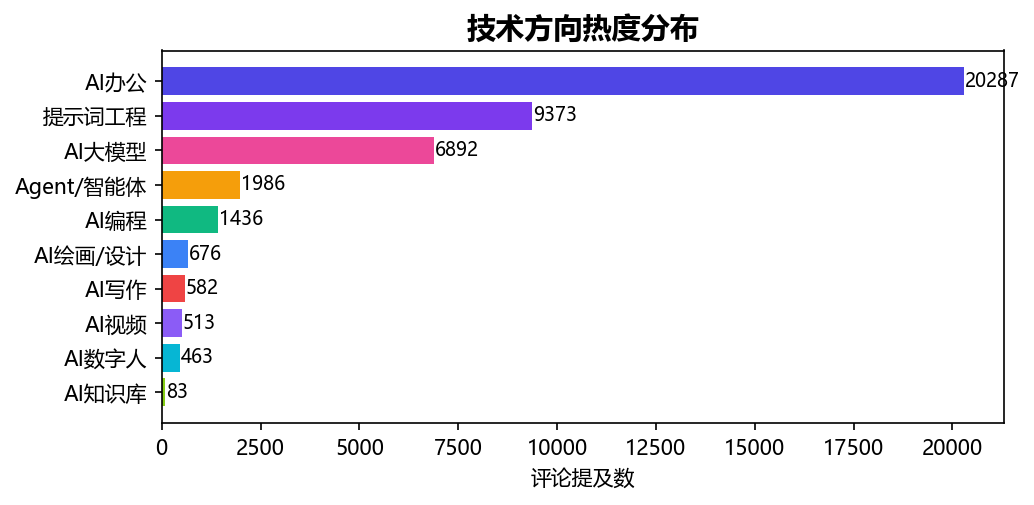 技术方向热度分布
AI办公 20287
提示词工程 9373
AI大模型 6892
Agent/智能体 1986
AI编程 1436
AI绘画/设计 676
AI写作 582
AI视频 513
AI数字人 463
AI知识库 83
0 2500 5000 7500 10000 12500 15000 17500 20000
评论提及数